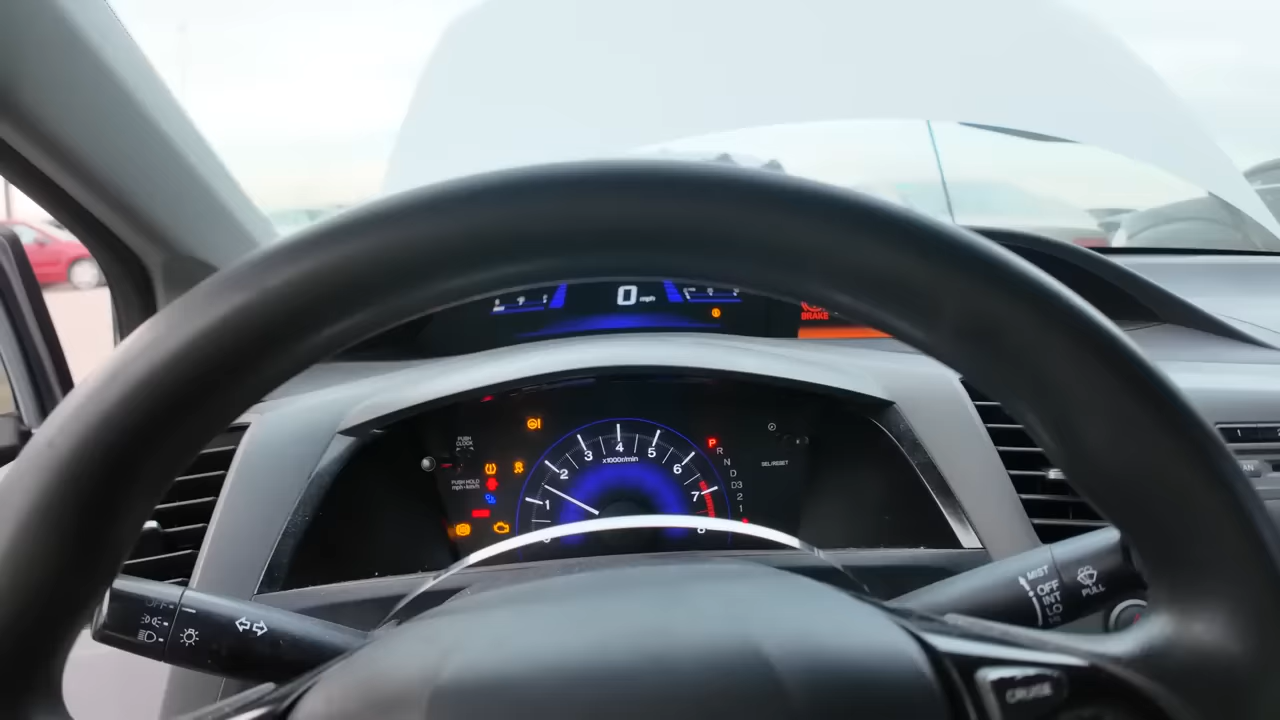 0 mph
BRAKE
PUSH CLOCK
PUSH HOLD
mph•km/h
1 2 3 4 5 6 7 8
x1000r/min
P
R
N
D
D3
2
1
SEL/RESET
OFF
MIST
OFF
INT
LO
PULL
CRUISE